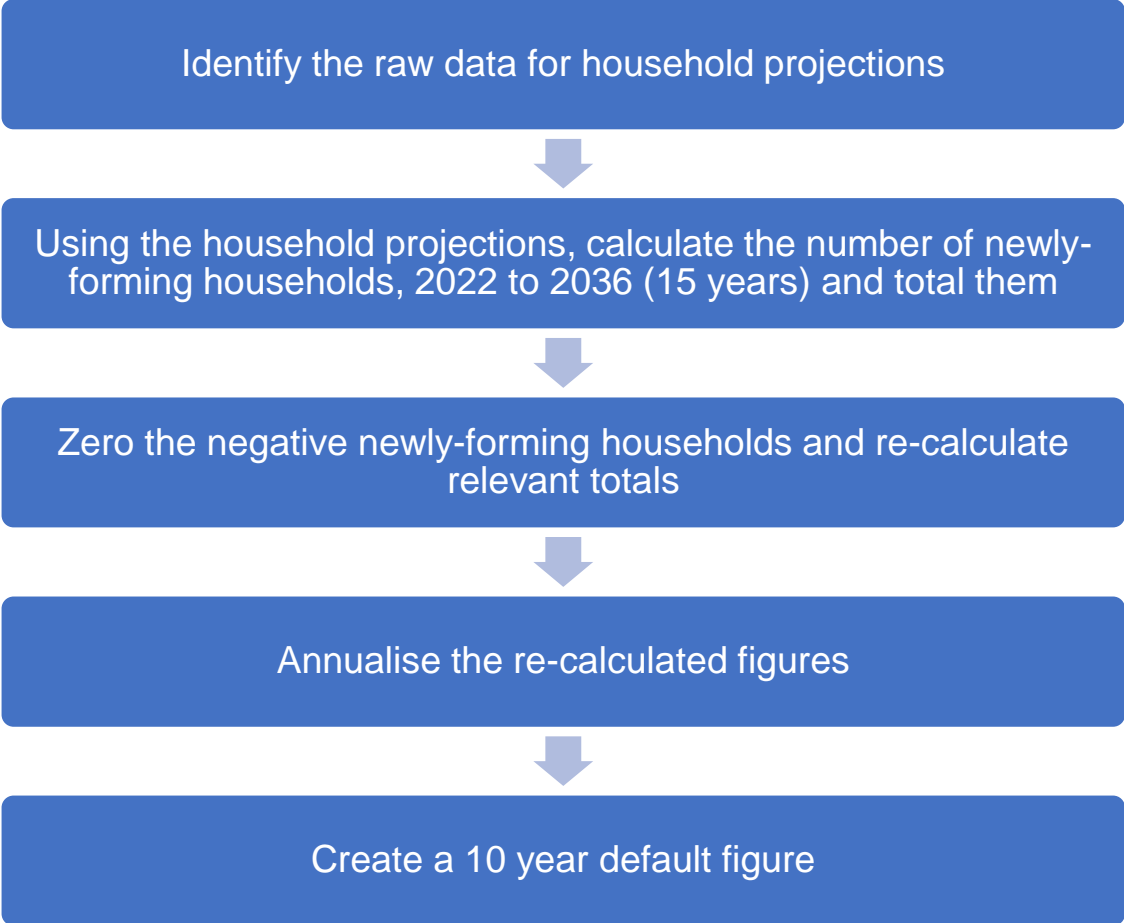 Identify the raw data for household projections
Using the household projections, calculate the number of newly-
forming households, 2022 to 2036 (15 years) and total them
Zero the negative newly-forming households and re-calculate
relevant totals
Annualise the re-calculated figures
Create a 10 year default figure